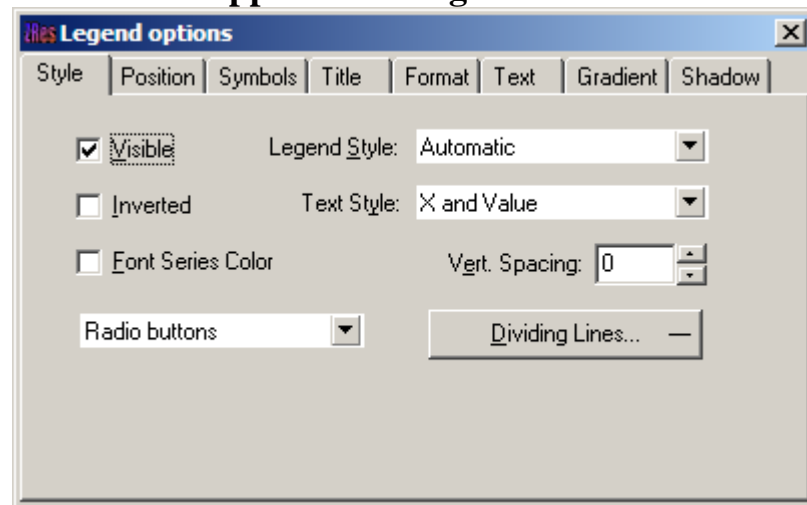 Legend options
Style Position Symbols Title Format Text Gradient Shadow
Visible Legend Style: Automatic
Inverted Text Style: X and Value
Font Series Color Vert. Spacing: 0
Radio buttons Dividing Lines...